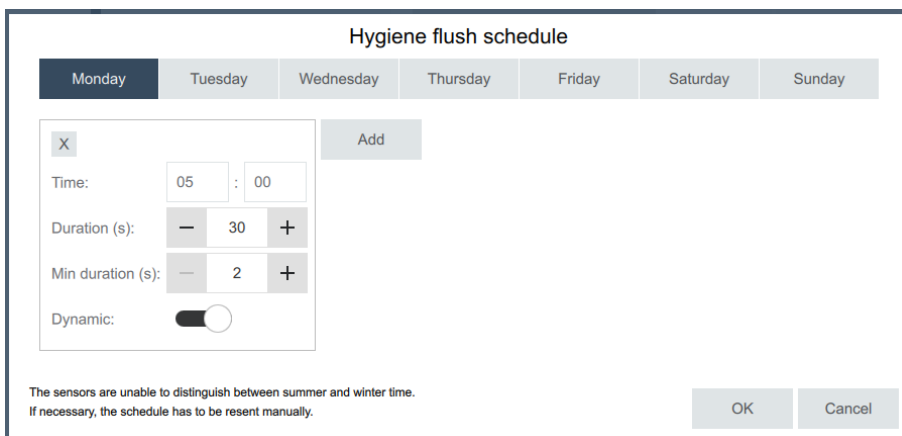 Hygiene flush schedule
Monday Tuesday Wednesday Thursday Friday Saturday Sunday
X Add
Time: 05 : 00
Duration (s): − 30 +
Min duration (s): − 2 +
Dynamic:
The sensors are unable to distinguish between summer and winter time.
If necessary, the schedule has to be resent manually.
OK Cancel